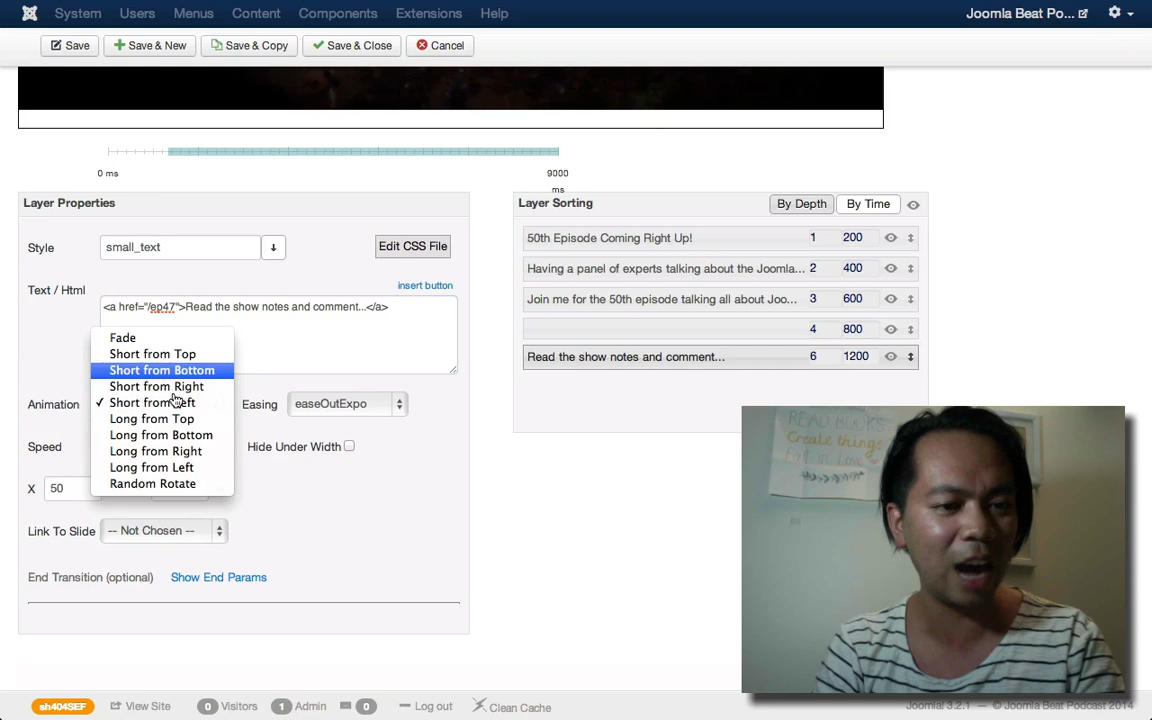 System Users Menus Content Components Extensions Help Joomla Beat Po...
Save Save & New Save & Copy Save & Close Cancel
0 ms 9000
ms
Layer Properties
Layer Sorting By Depth By Time
Style small_text Edit CSS File
50th Episode Coming Right Up! 1 200
Text / Html insert button
Having a panel of experts talking about the Joomla... 2 400
<a href="/ep47">Read the show notes and comment...</a>
Join me for the 50th episode talking all about Joo... 3 600
4 800
Read the show notes and comment... 6 1200
Fade
Short from Top
Short from Bottom
Short from Right
Animation Short from Left Easing easeOutExpo
Long from Top
Long from Bottom
Speed Hide Under Width
Long from Right
Long from Left
Random Rotate
X 50
READ BOOKS
Create things
Fall in Love
Link To Slide -- Not Chosen --
End Transition (optional) Show End Params
sh404SEF View Site 0 Visitors 1 Admin 0 Log out Clean Cache Joomla! 3.2.1 — © Joomla Beat Podcast 2014